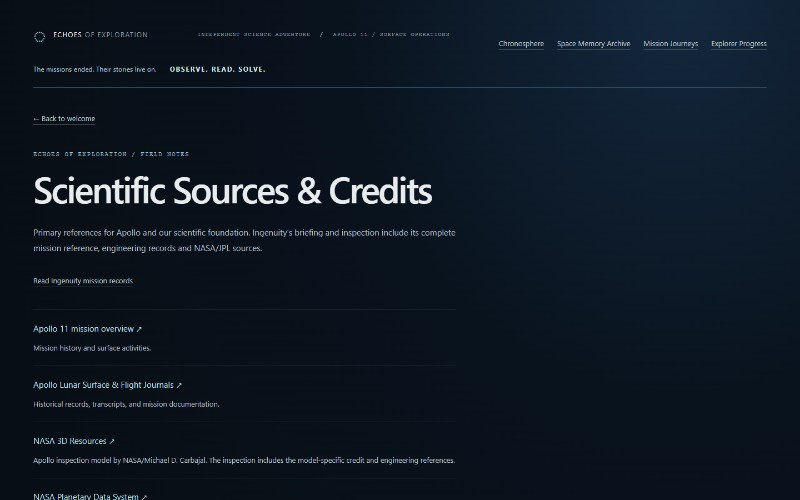 ECHOES OF EXPLORATION
INDEPENDENT SCIENCE ADVENTURE / APOLLO 11 / SURFACE OPERATIONS
Chronosphere Space Memory Archive Mission Journeys Explorer Progress
The missions ended. Their stories live on. OBSERVE. READ. SOLVE.
← Back to welcome
ECHOES OF EXPLORATION / FIELD NOTES
Scientific Sources & Credits
Primary references for Apollo and our scientific foundation. Ingenuity's briefing and inspection include its complete
mission reference, engineering records and NASA/JPL sources.
Read Ingenuity mission records
Apollo 11 mission overview ↗
Mission history and surface activities.
Apollo Lunar Surface & Flight Journals ↗
Historical records, transcripts, and mission documentation.
NASA 3D Resources ↗
Apollo inspection model by NASA/Michael D. Carbajal. The inspection includes the model-specific credit and engineering references.
NASA Planetary Data System ↗